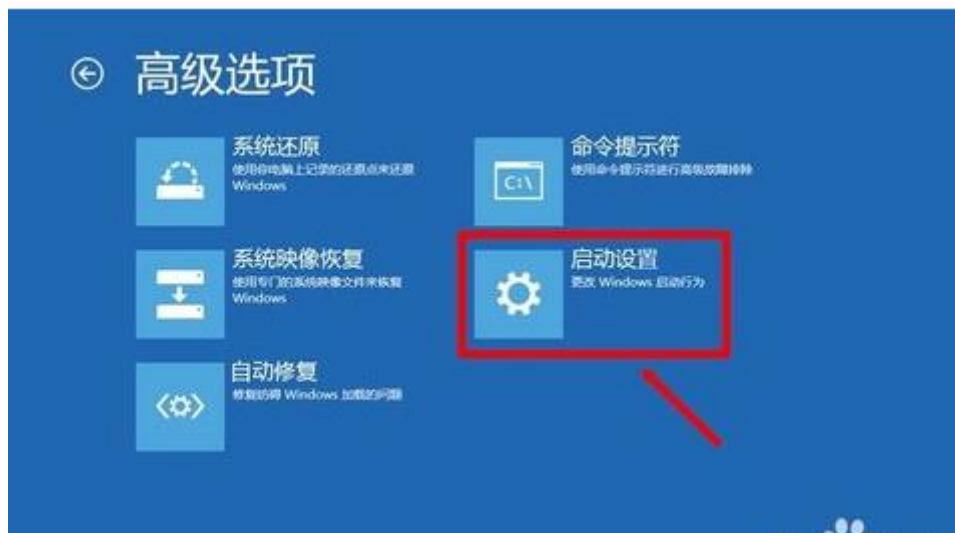 高级选项
系统还原
使用你电脑上记录的还原点来还原
Windows
命令提示符
使用命令提示符进行高级故障排除
C:\
系统映像恢复
使用专门的系统映像文件来恢复
Windows
启动设置
更改 Windows 启动行为
自动修复
修复妨碍 Windows 加载的问题